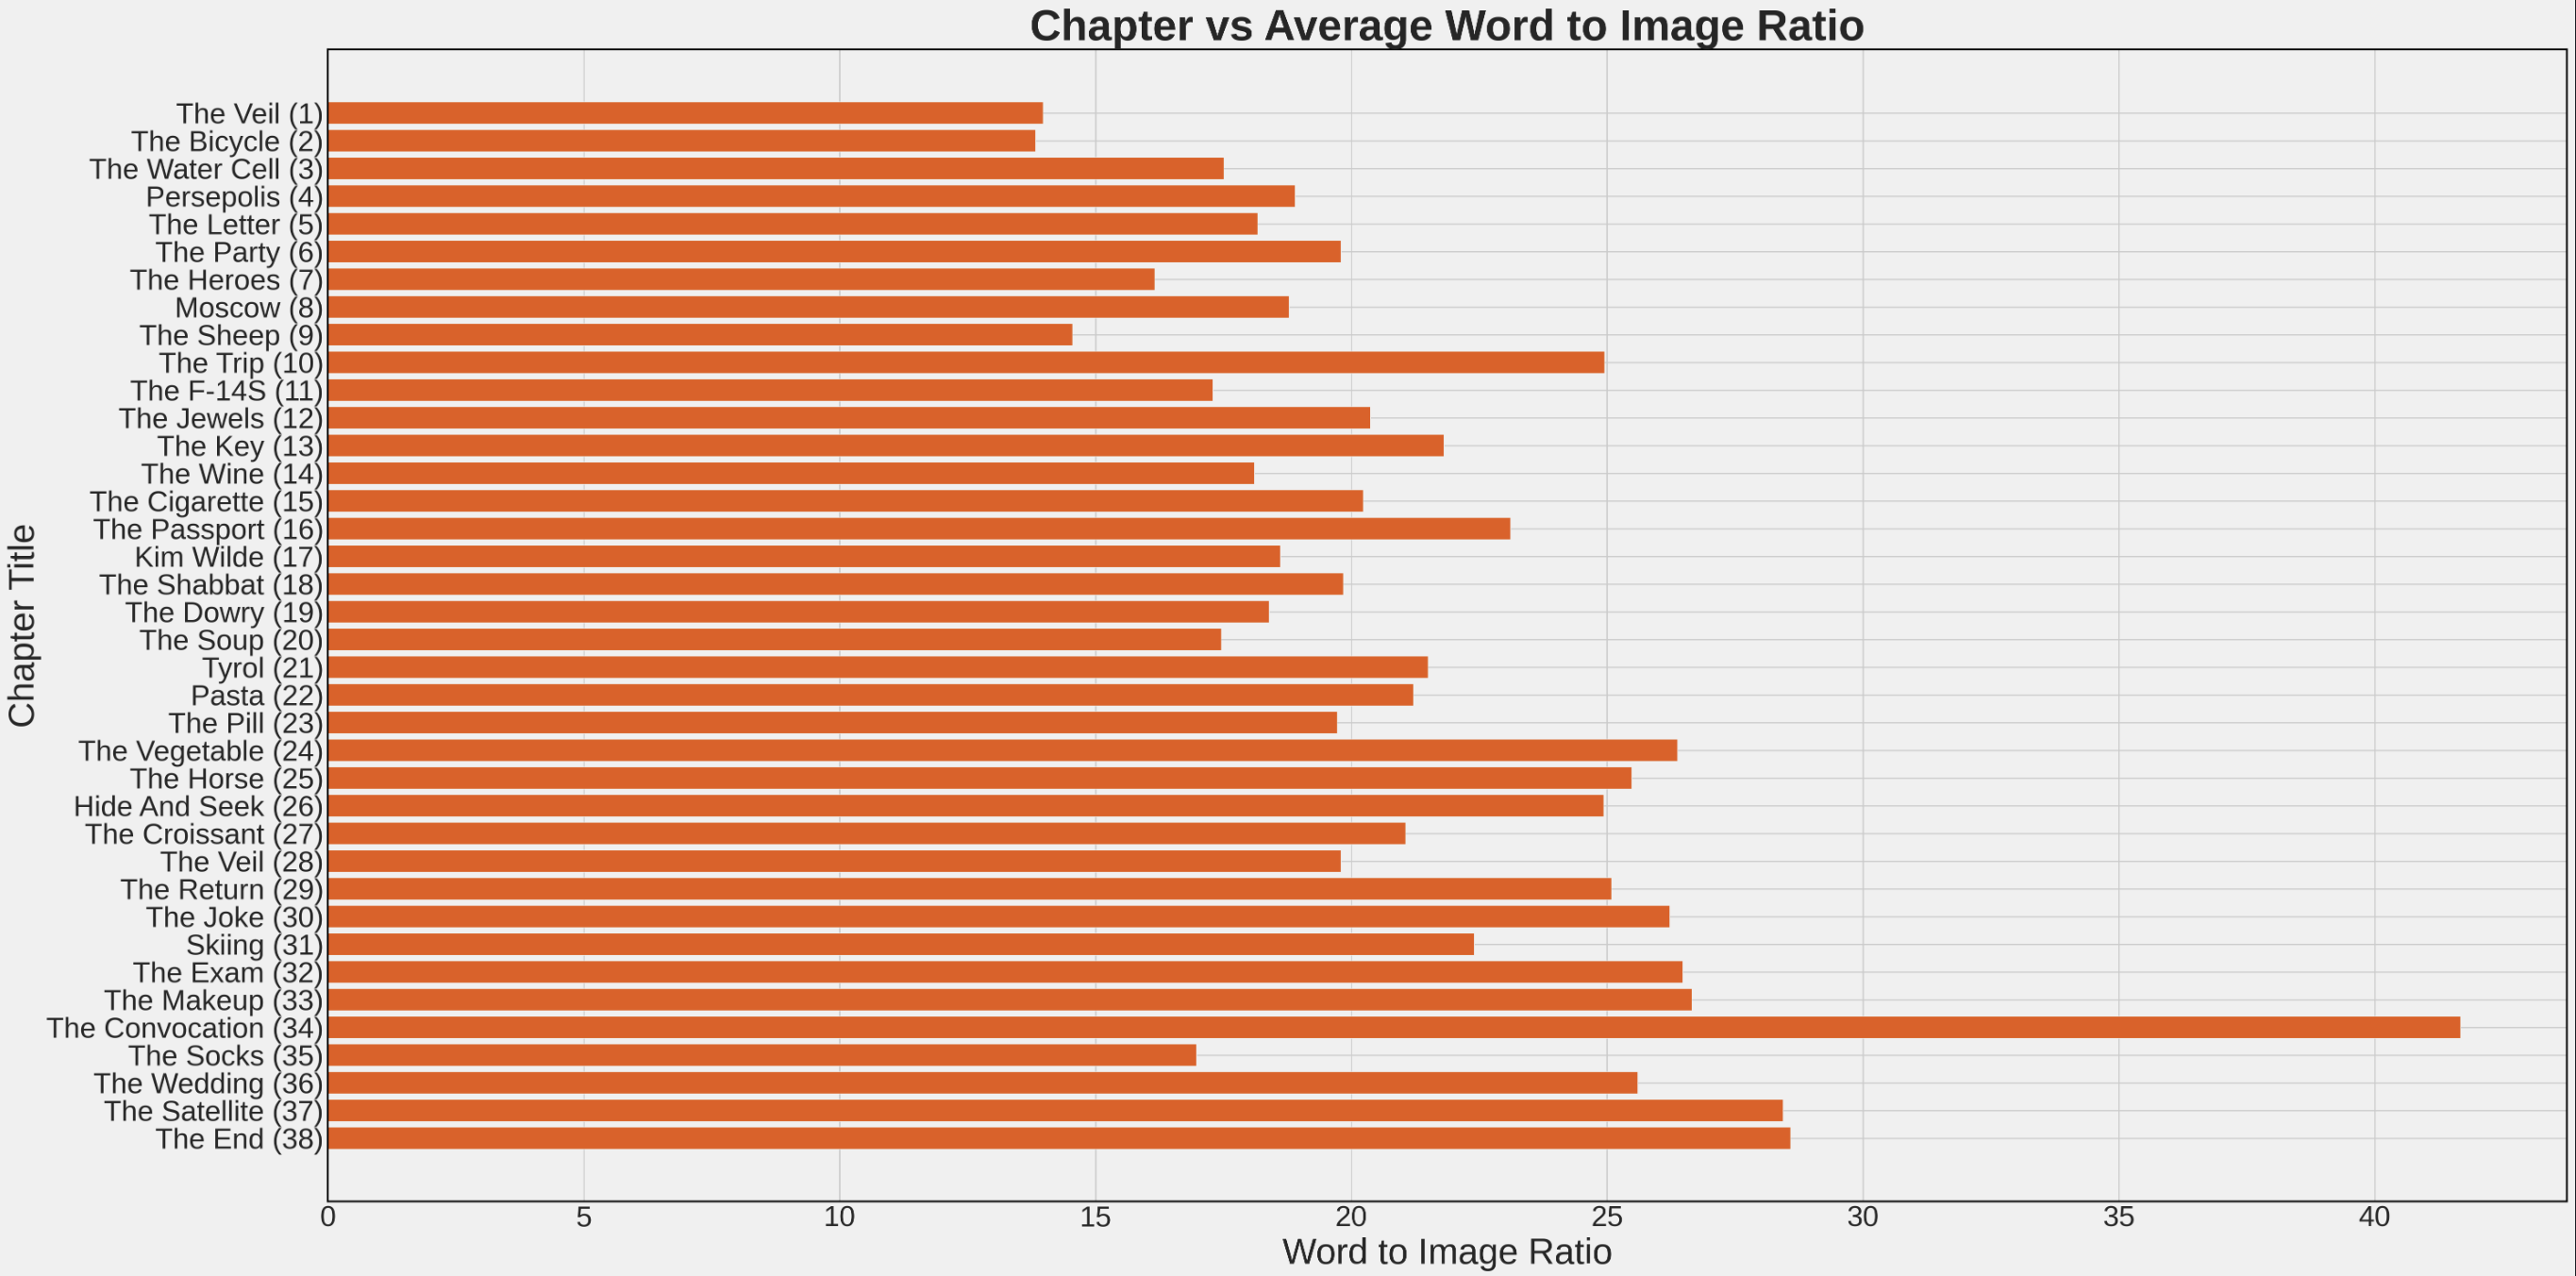 Chapter vs Average Word to Image Ratio
Chapter Title
The Veil (1)
The Bicycle (2)
The Water Cell (3)
Persepolis (4)
The Letter (5)
The Party (6)
The Heroes (7)
Moscow (8)
The Sheep (9)
The Trip (10)
The F-14S (11)
The Jewels (12)
The Key (13)
The Wine (14)
The Cigarette (15)
The Passport (16)
Kim Wilde (17)
The Shabbat (18)
The Dowry (19)
The Soup (20)
Tyrol (21)
Pasta (22)
The Pill (23)
The Vegetable (24)
The Horse (25)
Hide And Seek (26)
The Croissant (27)
The Veil (28)
The Return (29)
The Joke (30)
Skiing (31)
The Exam (32)
The Makeup (33)
The Convocation (34)
The Socks (35)
The Wedding (36)
The Satellite (37)
The End (38)
0 5 10 15 20 25 30 35 40
Word to Image Ratio